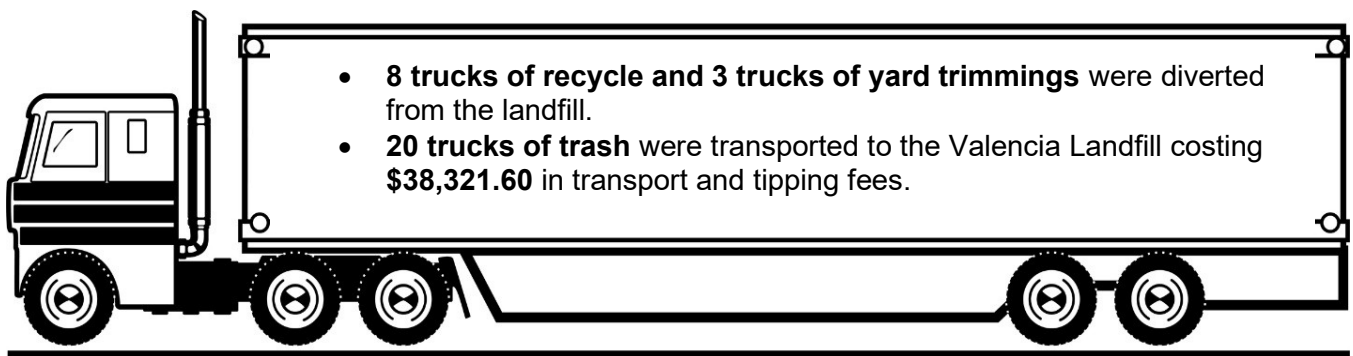 • 8 trucks of recycle and 3 trucks of yard trimmings were diverted
from the landfill.
• 20 trucks of trash were transported to the Valencia Landfill costing
$38,321.60 in transport and tipping fees.